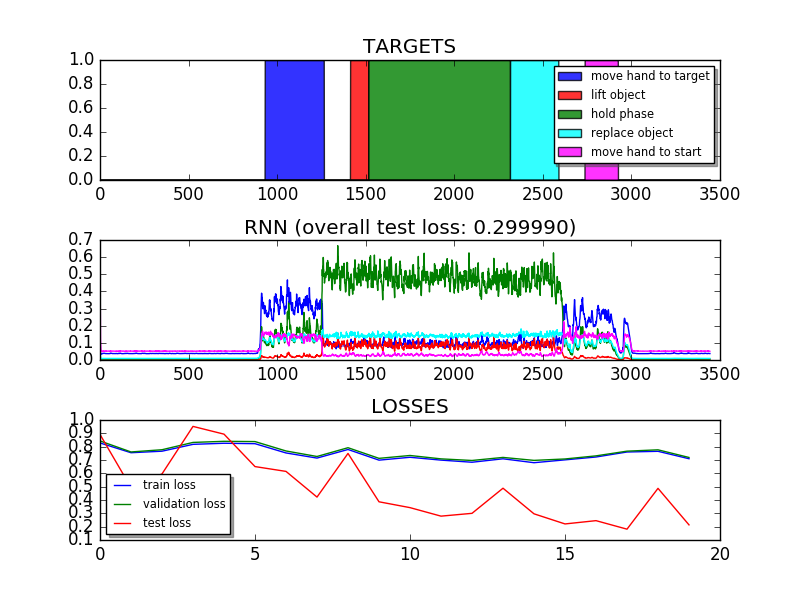 TARGETS
1.0
0.8
0.6
0.4
0.2
0.0
move hand to target
lift object
hold phase
replace object
move hand to start
0 500 1000 1500 2000 2500 3000 3500
RNN (overall test loss: 0.299990)
0.7
0.6
0.5
0.4
0.3
0.2
0.1
0.0
0 500 1000 1500 2000 2500 3000 3500
LOSSES
1.0
0.9
0.8
0.7
0.6
0.5
0.4
0.3
0.2
0.1
train loss
validation loss
test loss
0 5 10 15 20